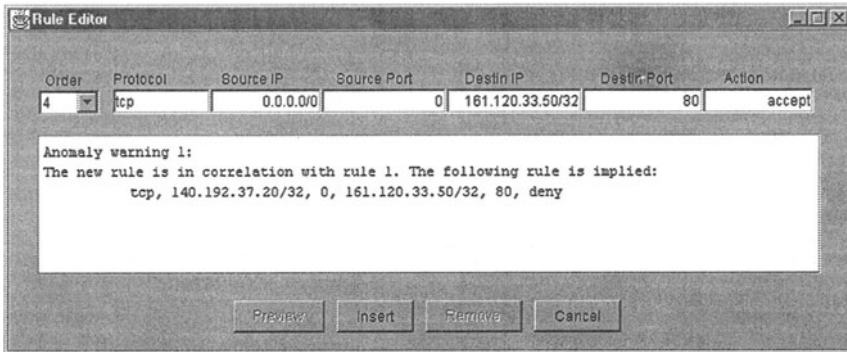 Rule Editor
Order Protocol Source IP Source Port Destin IP Destin Port Action
4 tcp 0.0.0.0/0 0 161.120.33.50/32 80 accept
Anomaly warning 1:
The new rule is in correlation with rule 1. The following rule is implied:
tcp, 140.192.37.20/32, 0, 161.120.33.50/32, 80, deny
Preview Insert Remove Cancel